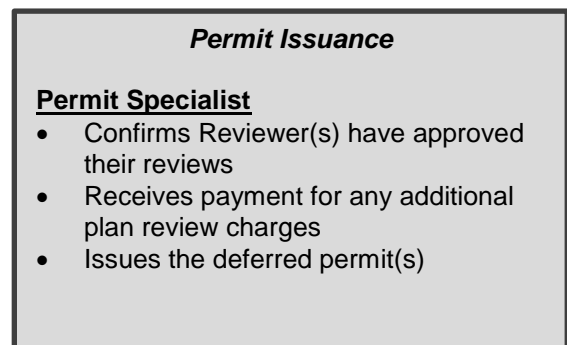 Permit Issuance
Permit Specialist
• Confirms Reviewer(s) have approved
their reviews
• Receives payment for any additional
plan review charges
• Issues the deferred permit(s)